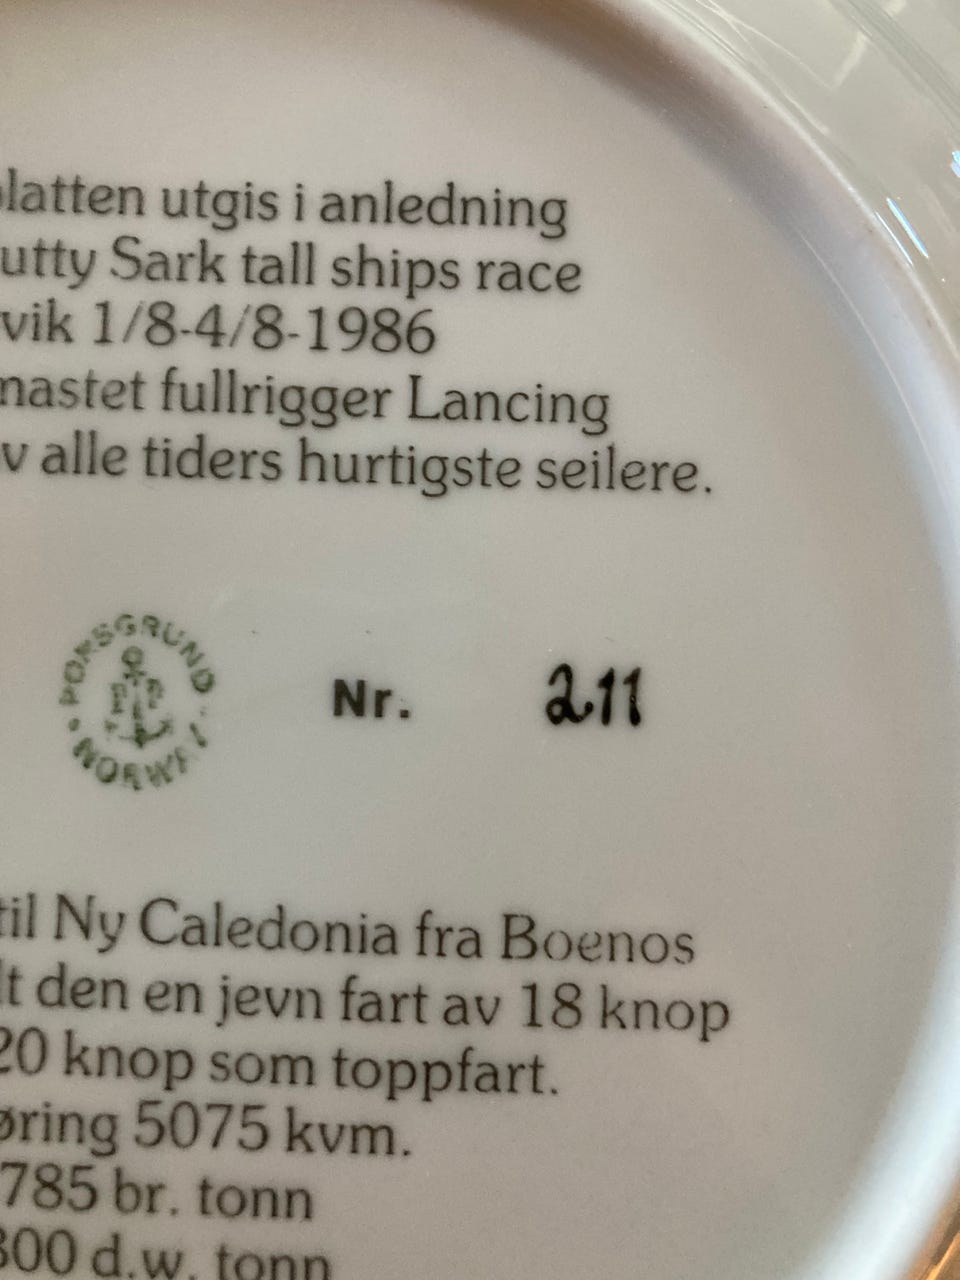 latten utgis i anledning
utty Sark tall ships race
vik 1/8-4/8-1986
mastet fullrigger Lancing
v alle tiders hurtigste seilere.
PORSGRUND
NORWAY
Nr. 211
til Ny Caledonia fra Boenos
lt den en jevn fart av 18 knop
20 knop som toppfart.
øring 5075 kvm.
785 br. tonn
300 d.w. tonn